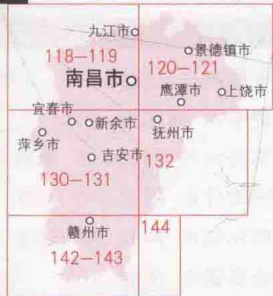 九江市
118－119
景德镇市
南昌市
120－121
鹰潭市
上饶市
宜春市
新余市
抚州市
萍乡市
吉安市
132
130－131
赣州市
144
142－143